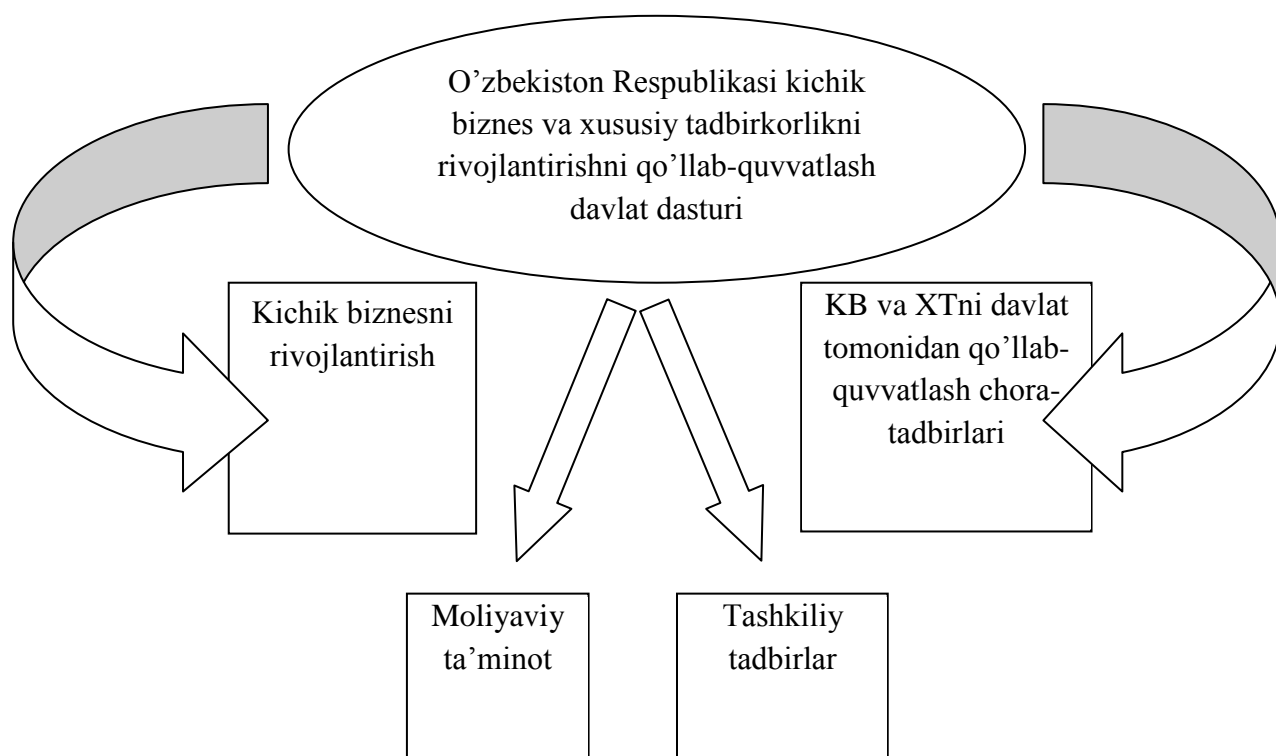 O’zbekiston Respublikasi kichik
biznes va xususiy tadbirkorlikni
rivojlantirishni qo’llab-quvvatlash
davlat dasturi
Kichik biznesni
rivojlantirish
KB va XTni davlat
tomonidan qo’llab-
quvvatlash chora-
tadbirlari
Moliyaviy
ta’minot
Tashkiliy
tadbirlar